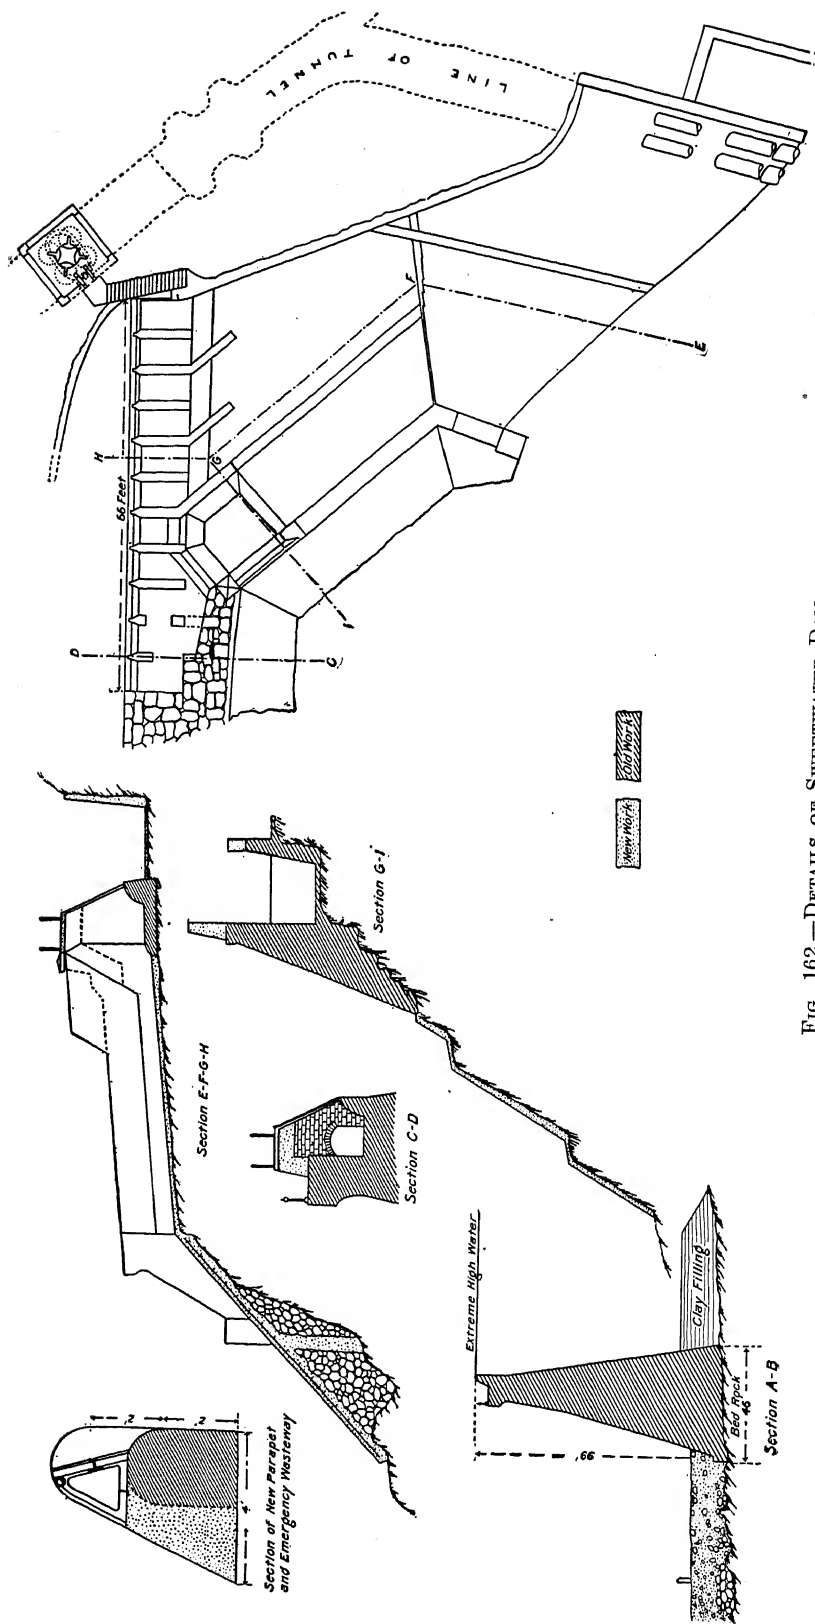 LINE OF TUNNEL
H
66 Feet
D
G
F
E
I
C
Section E-F-G-H
Section G-I
Section C-D
New Work
Old Work
Section of New Parapet
and Emergency Wasteway
2'
2'
4'
Extreme High Water
66'
Clay Filling
46'
Bed Rock
Section A-B
FIG. 162.—DETAILS OF SWEETWATER